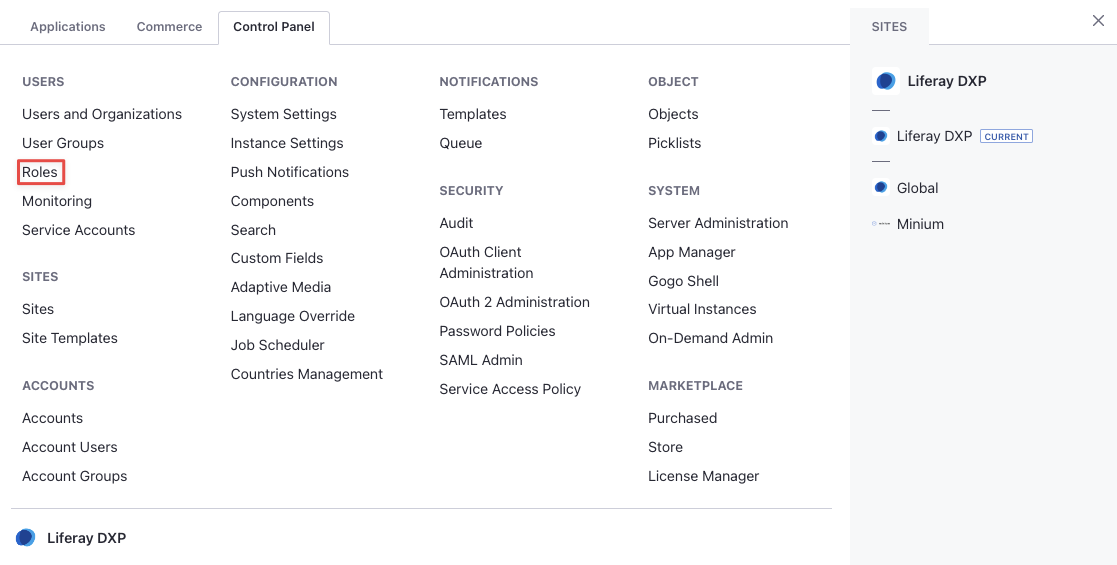 Applications
Commerce
Control Panel
USERS
Users and Organizations
User Groups
Roles
Monitoring
Service Accounts
SITES
Sites
Site Templates
ACCOUNTS
Accounts
Account Users
Account Groups
CONFIGURATION
System Settings
Instance Settings
Push Notifications
Components
Search
Custom Fields
Adaptive Media
Language Override
Job Scheduler
Countries Management
NOTIFICATIONS
Templates
Queue
SECURITY
Audit
OAuth Client
Administration
OAuth 2 Administration
Password Policies
SAML Admin
Service Access Policy
OBJECT
Objects
Picklists
SYSTEM
Server Administration
App Manager
Gogo Shell
Virtual Instances
On-Demand Admin
MARKETPLACE
Purchased
Store
License Manager
Liferay DXP
SITES
Liferay DXP
Liferay DXP CURRENT
Global
Minium